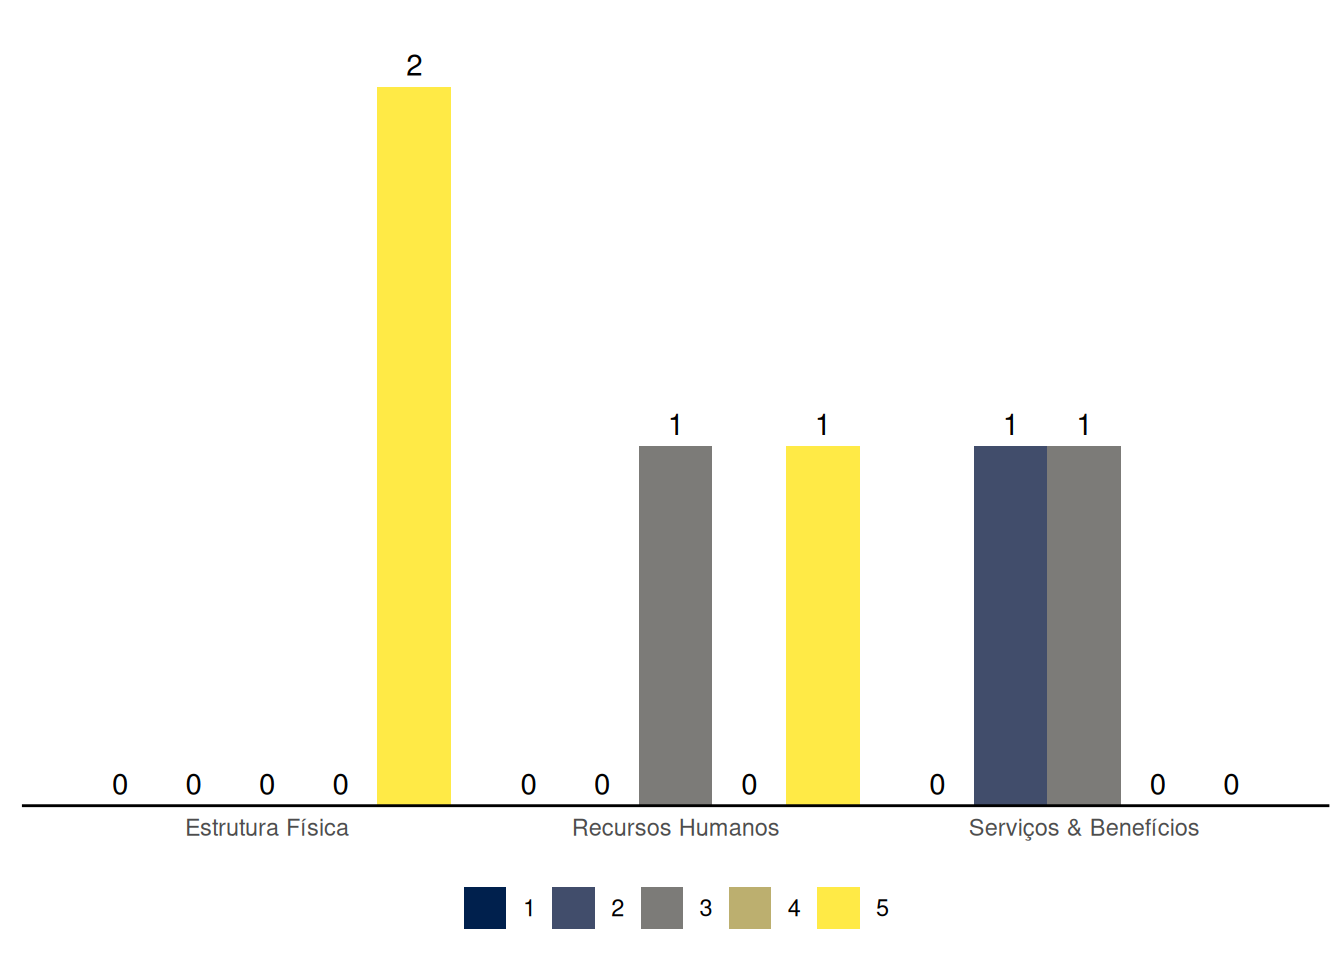 2
1 1 1 1
0 0 0 0 0 0 0 0 0 0
Estrutura Física Recursos Humanos Serviços & Benefícios
1 2 3 4 5